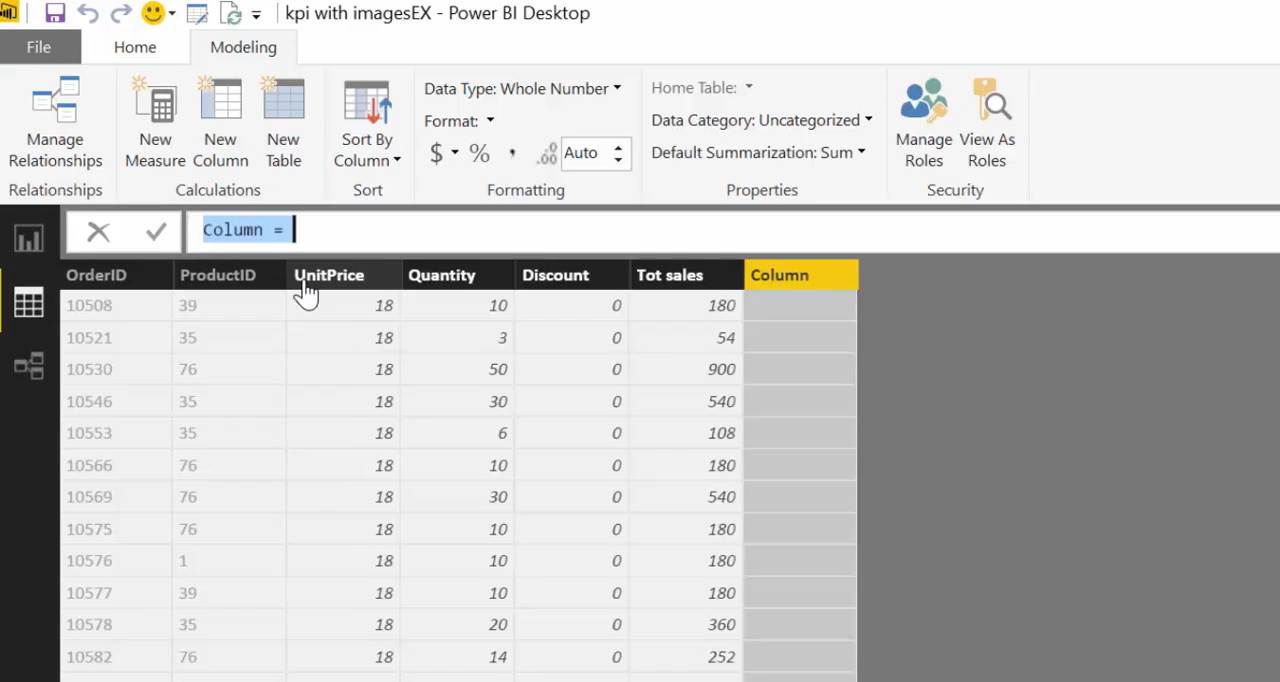 kpi with imagesEX - Power BI Desktop
File Home Modeling
Manage Relationships
New Measure
New Column
New Table
Sort By Column
Data Type: Whole Number
Format:
$ % , .00 Auto
Home Table:
Data Category: Uncategorized
Default Summarization: Sum
Manage Roles
View As Roles
Relationships Calculations Sort Formatting Properties Security
Column =
OrderID ProductID UnitPrice Quantity Discount Tot sales Column
10508 39 18 10 0 180
10521 35 18 3 0 54
10530 76 18 50 0 900
10546 35 18 30 0 540
10553 35 18 6 0 108
10566 76 18 10 0 180
10569 76 18 30 0 540
10575 76 18 10 0 180
10576 1 18 10 0 180
10577 39 18 10 0 180
10578 35 18 20 0 360
10582 76 18 14 0 252